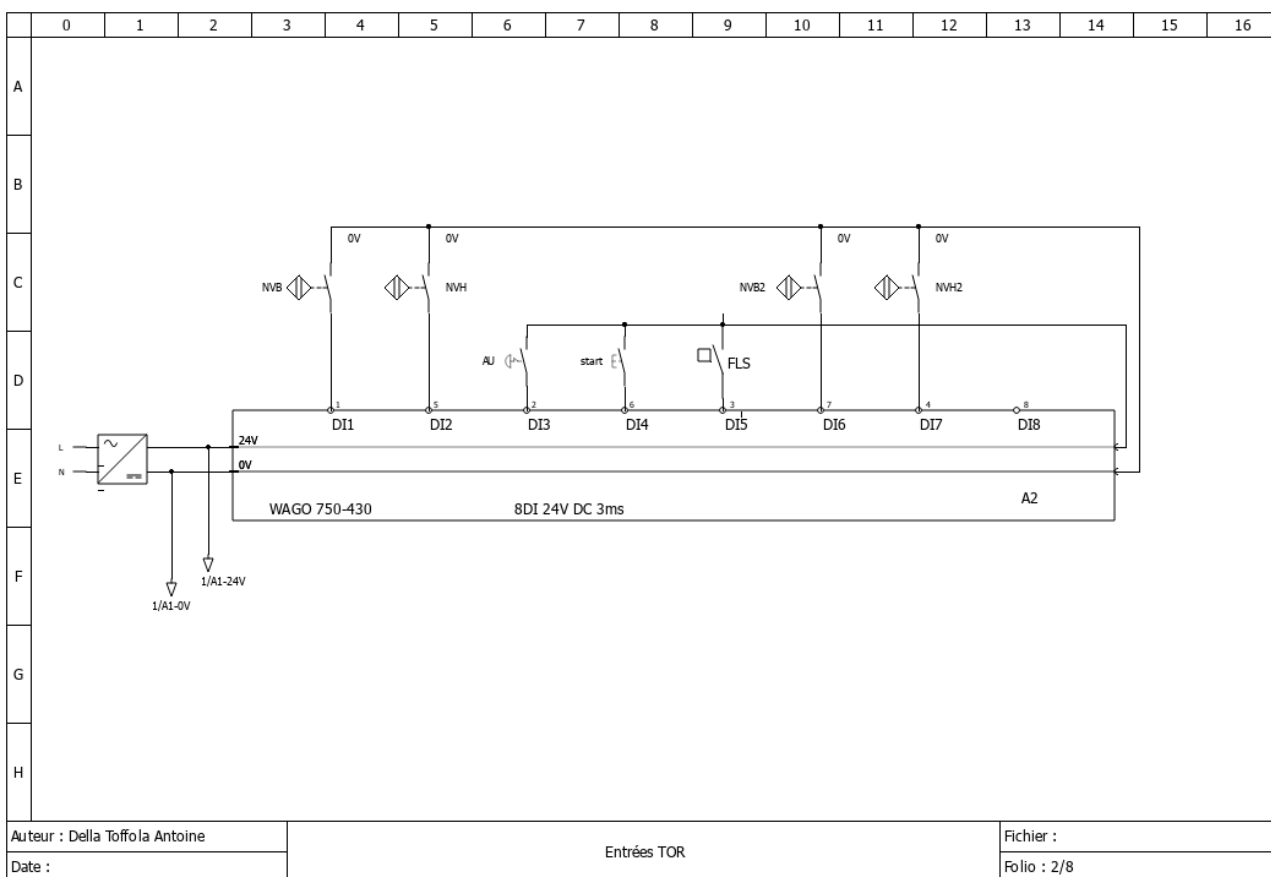 0 1 2 3 4 5 6 7 8 9 10 11 12 13 14 15 16
A
B
0V 0V 0V 0V
C
NVB NVH NVB2 NVH2
AU start FLS
D
1 5 2 6 3 7 4 8
DI1 DI2 DI3 DI4 DI5 DI6 DI7 DI8
L 24V
N 0V
E
WAGO 750-430 8DI 24V DC 3ms A2
F
1/A1-24V
1/A1-0V
G
H
Auteur : Della Toffola Antoine
Date :
Entrées TOR
Fichier :
Folio : 2/8